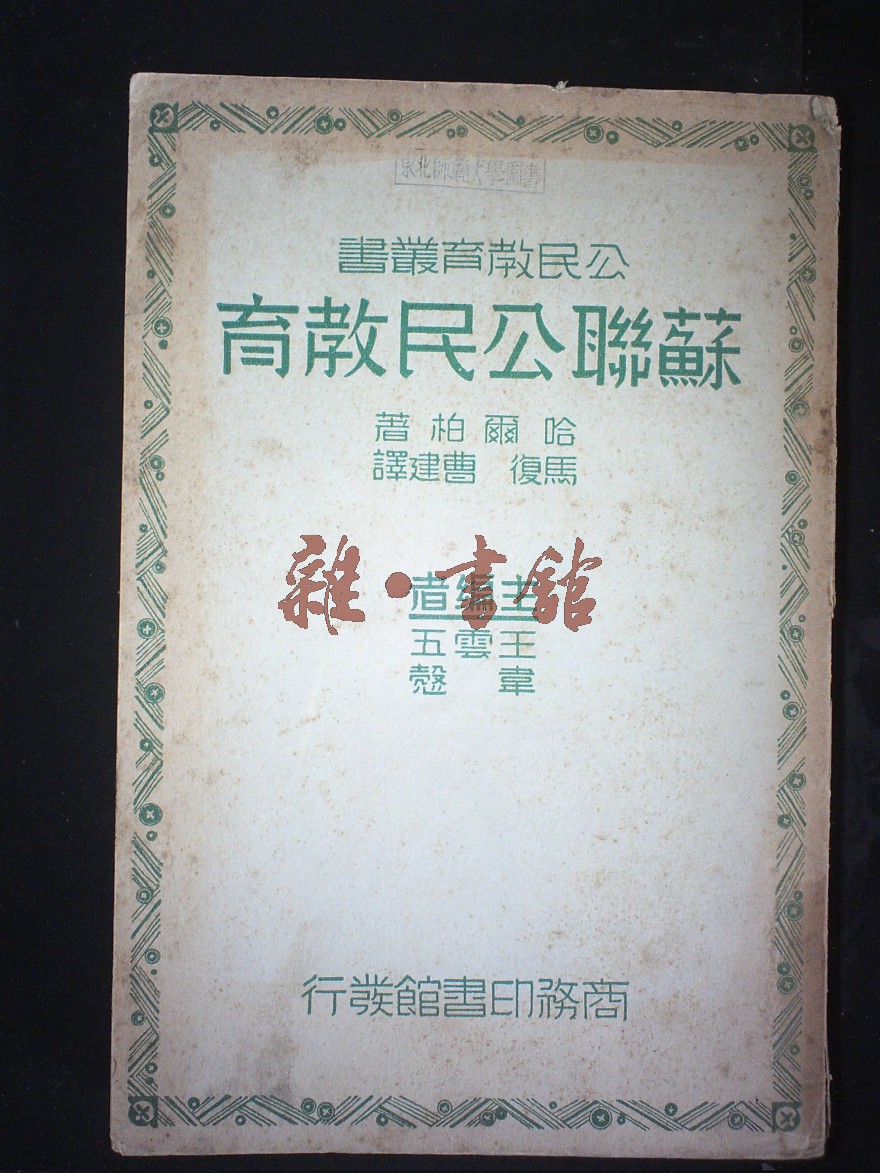 東北師範大學圖書
公民教育叢書
蘇聯公民教育
哈爾柏著
馬復 曹建譯
主編者
雜·書館
王雲五
韋愨
商務印書館發行